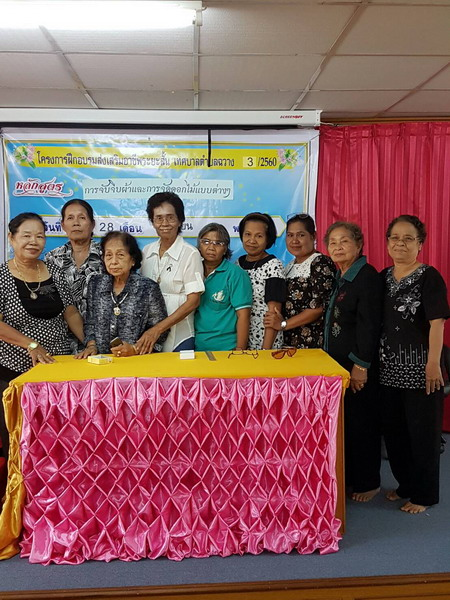 โครงการฝึกอบรมส่งเสริมอาชีพระยะสั้น เทศบาลตำบลฉวาง 3 /2560
หลักสูตร การจับจีบผ้าและการจัดดอกไม้แบบต่างๆ
วันที่ 28 เดือน